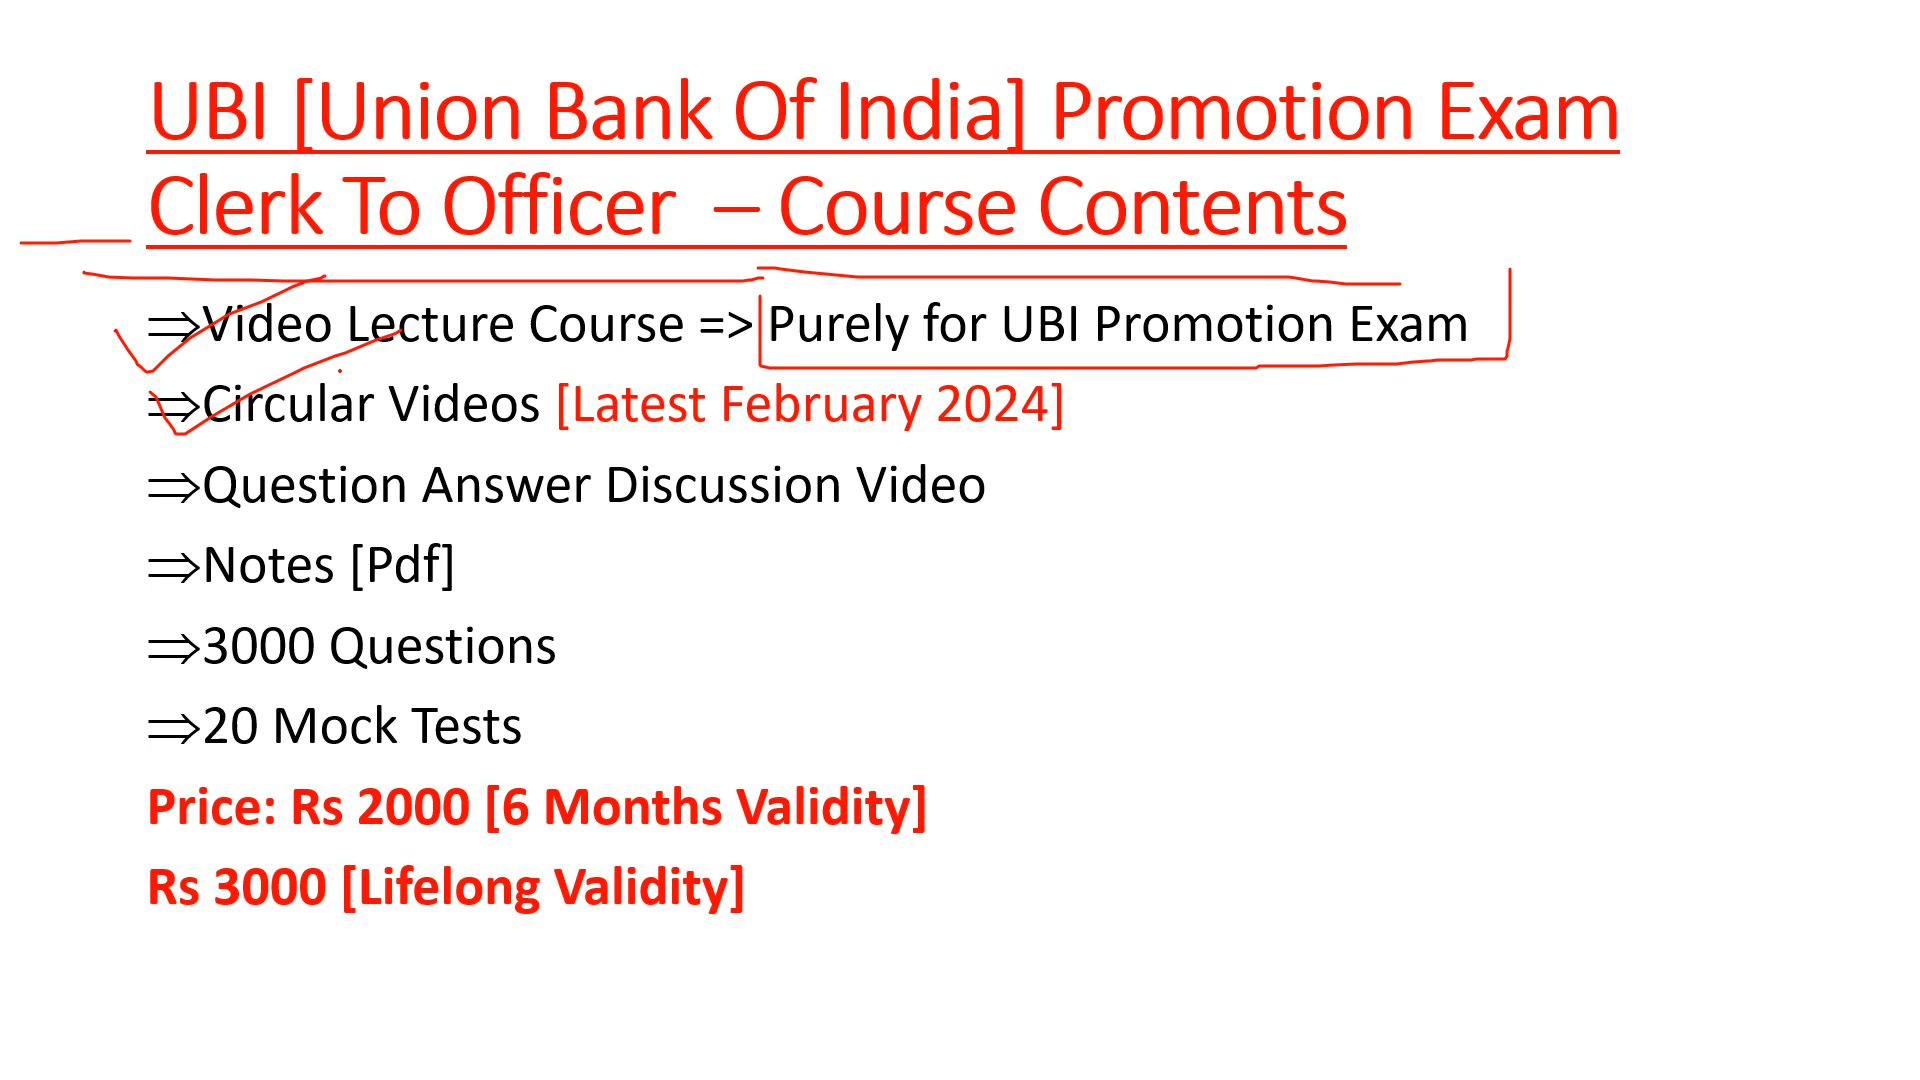 UBI [Union Bank Of India] Promotion Exam
Clerk To Officer – Course Contents
⇒Video Lecture Course => Purely for UBI Promotion Exam
⇒Circular Videos [Latest February 2024]
⇒Question Answer Discussion Video
⇒Notes [Pdf]
⇒3000 Questions
⇒20 Mock Tests
Price: Rs 2000 [6 Months Validity]
Rs 3000 [Lifelong Validity]